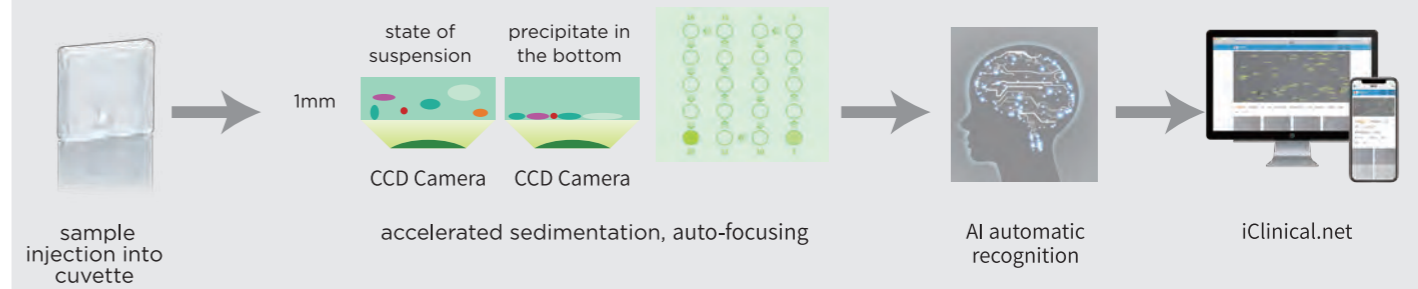 state of
suspension
precipitate in
the bottom
1mm
CCD Camera
CCD Camera
sample
injection into
cuvette
accelerated sedimentation, auto-focusing
AI automatic
recognition
iClinical.net